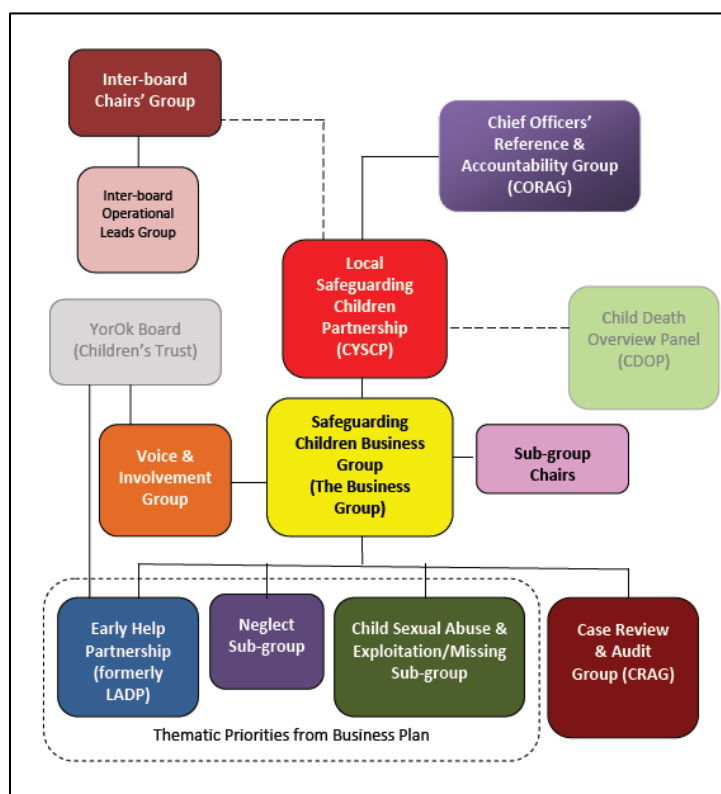 Inter-board
Chairs' Group
Chief Officers'
Reference &
Accountability Group
(CORAG)
Inter-board
Operational
Leads Group
Local
Safeguarding
Children
Partnership
(CYSCP)
YorOk Board
(Children's Trust)
Child Death
Overview Panel
(CDOP)
Safeguarding
Children Business
Group
(The Business
Group)
Voice &
Involvement
Group
Sub-group
Chairs
Early Help
Partnership
(formerly
LADP)
Neglect
Sub-group
Child Sexual Abuse &
Exploitation/Missing
Sub-group
Case Review
& Audit
Group (CRAG)
Thematic Priorities from Business Plan